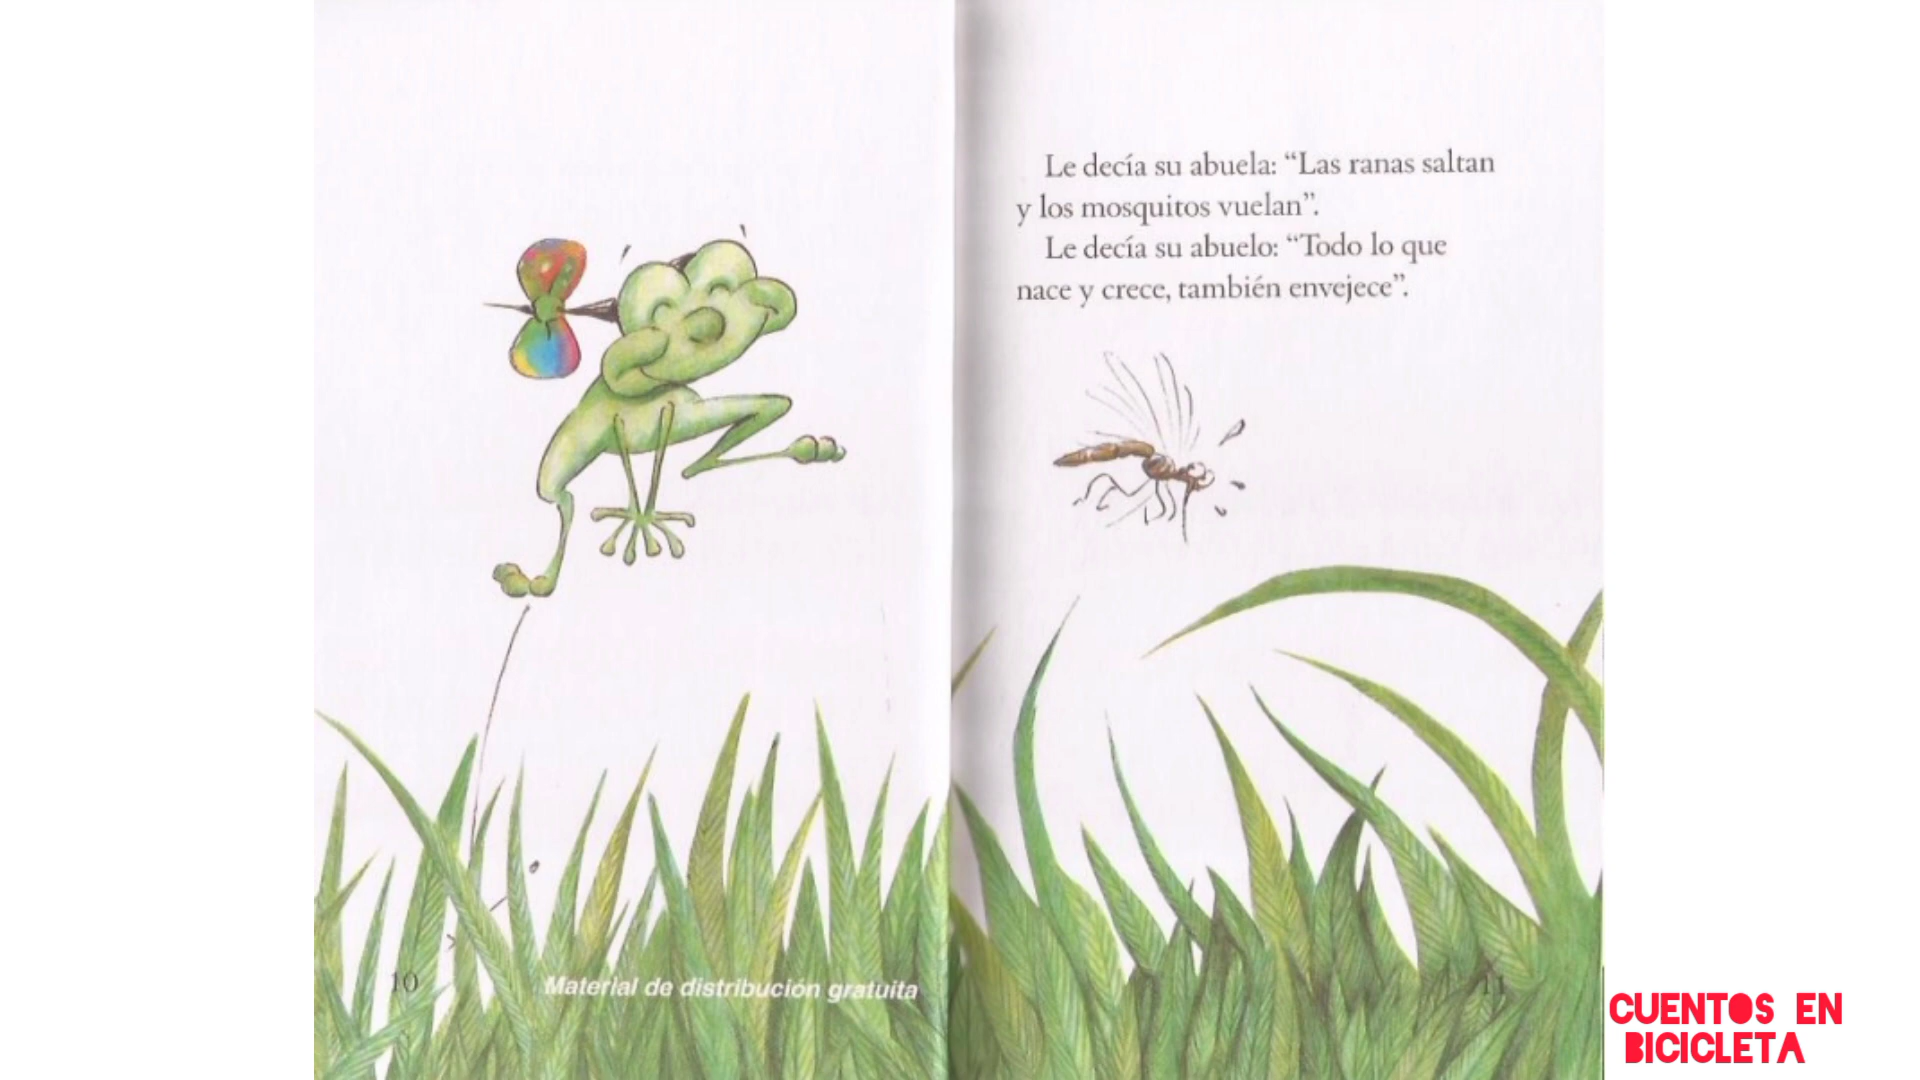 Le decía su abuela: “Las ranas saltan
y los mosquitos vuelan”.
Le decía su abuelo: “Todo lo que
nace y crece, también envejece”.
10
Material de distribución gratuita
11
CUENTOS EN
BICICLETA